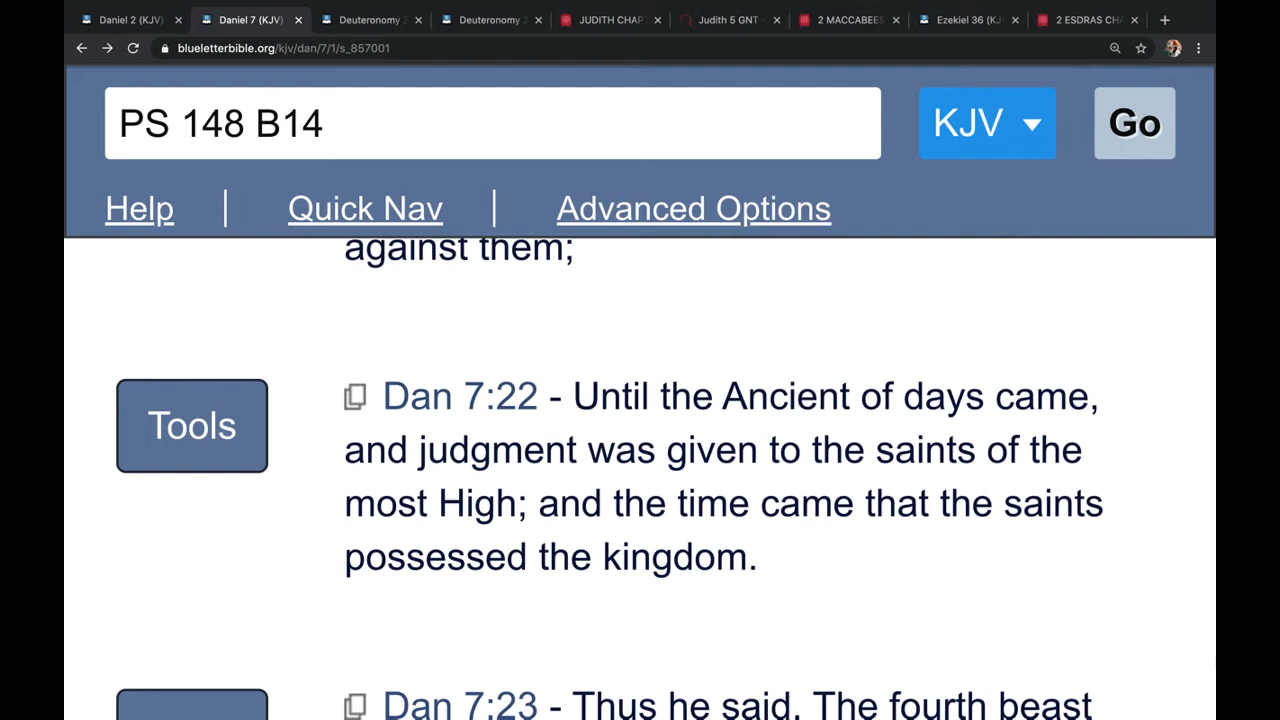 Daniel 2 (KJV)
Daniel 7 (KJV)
Deuteronomy
Deuteronomy 2
JUDITH CHAP
Judith 5 GNT -
2 MACCABEES
Ezekiel 36 (KJ
2 ESDRAS CH
blueletterbible.org/kjv/dan/7/1/s_857001
PS 148 B14
KJV
Go
Help | Quick Nav | Advanced Options
against them;
Tools
Dan 7:22 - Until the Ancient of days came,
and judgment was given to the saints of the
most High; and the time came that the saints
possessed the kingdom.
Dan 7:23 - Thus he said, The fourth beast